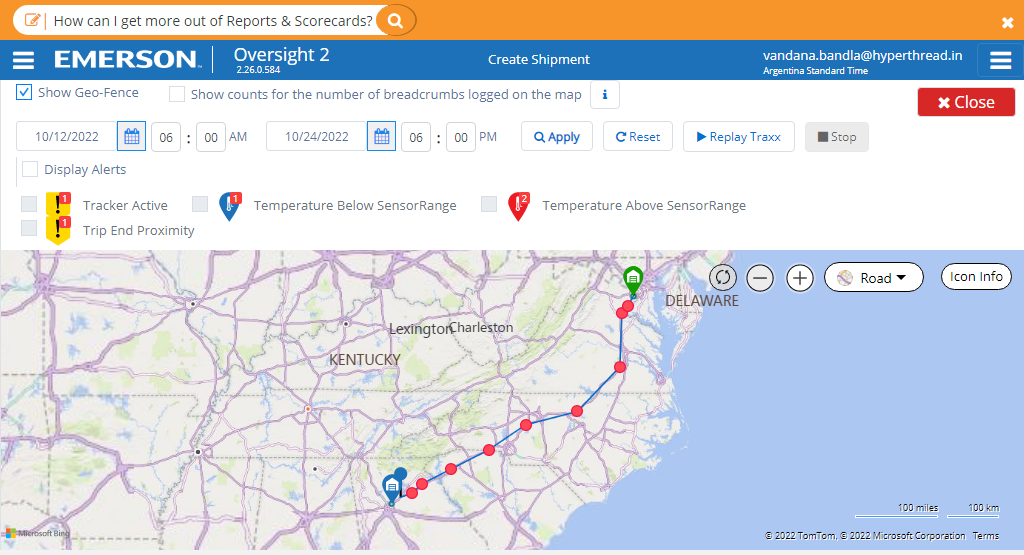 How can I get more out of Reports & Scorecards?
EMERSON
Oversight 2
2.26.0.584
Create Shipment
vandana.bandla@hyperthread.in
Argentina Standard Time
Show Geo-Fence
Show counts for the number of breadcrumbs logged on the map
i
Close
10/12/2022
06 : 00 AM
10/24/2022
06 : 00 PM
Apply
Reset
Replay Traxx
Stop
Display Alerts
1 Tracker Active
1 Temperature Below SensorRange
2 Temperature Above SensorRange
1 Trip End Proximity
Road
Icon Info
DELAWARE
Lexington
Charleston
KENTUCKY
100 miles
100 km
Microsoft Bing
© 2022 TomTom, © 2022 Microsoft Corporation Terms